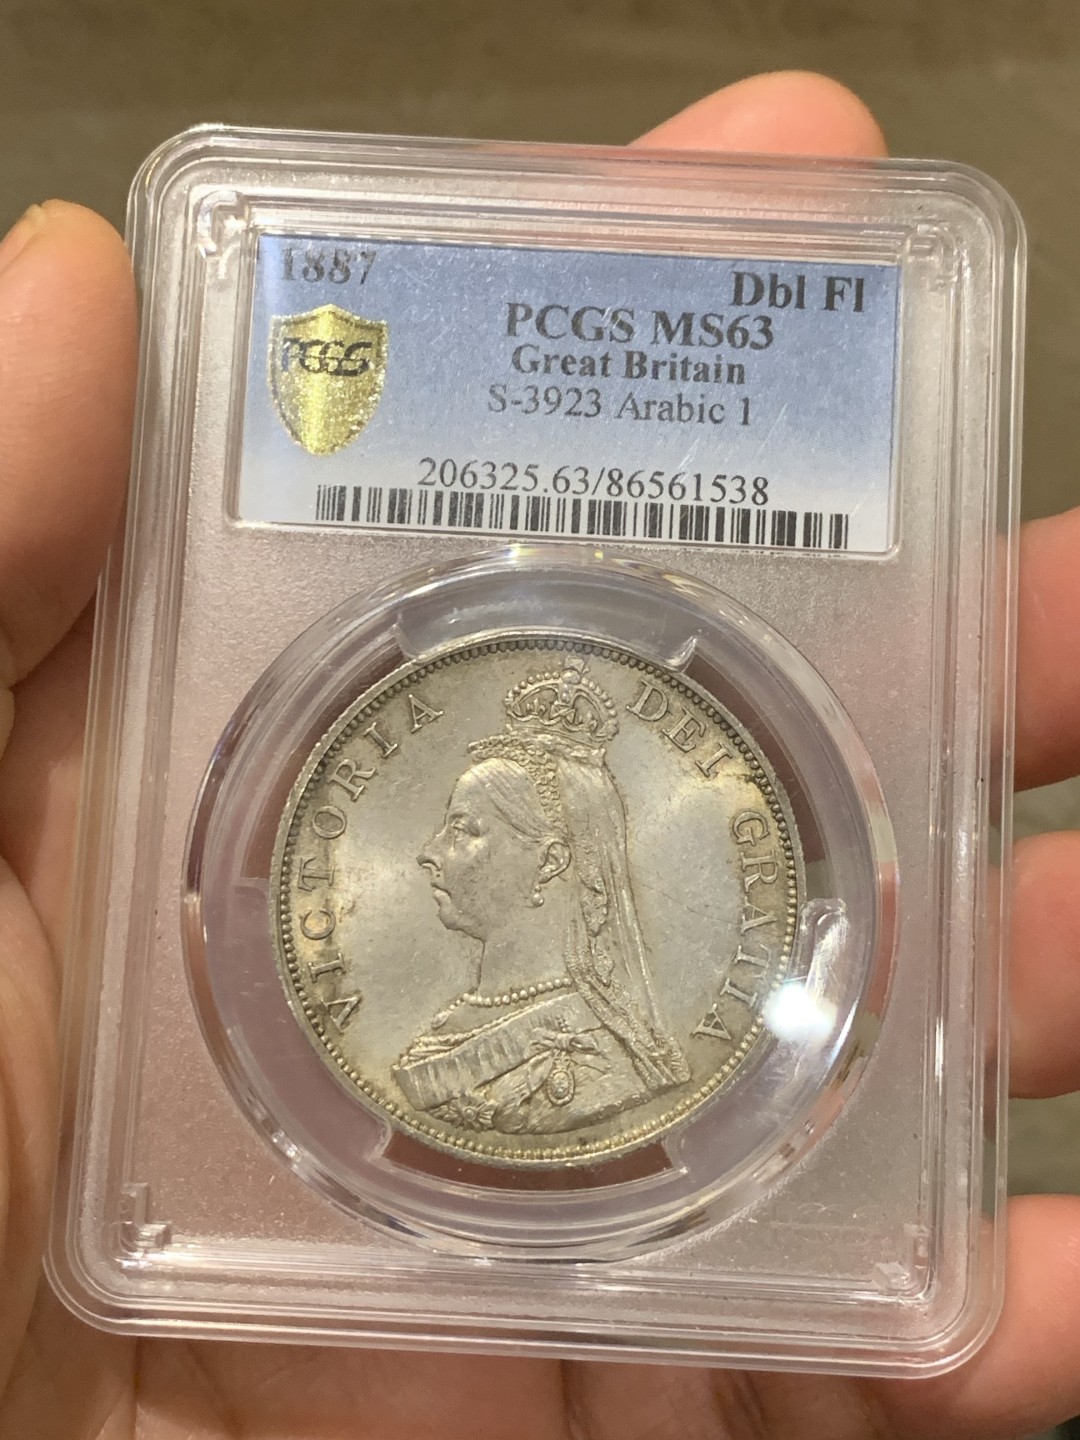 1887 Dbl Fl
PCGS MS63
PCGS
Great Britain
S-3923 Arabic 1
206325.63/86561538
VICTORIA DEI GRATIA